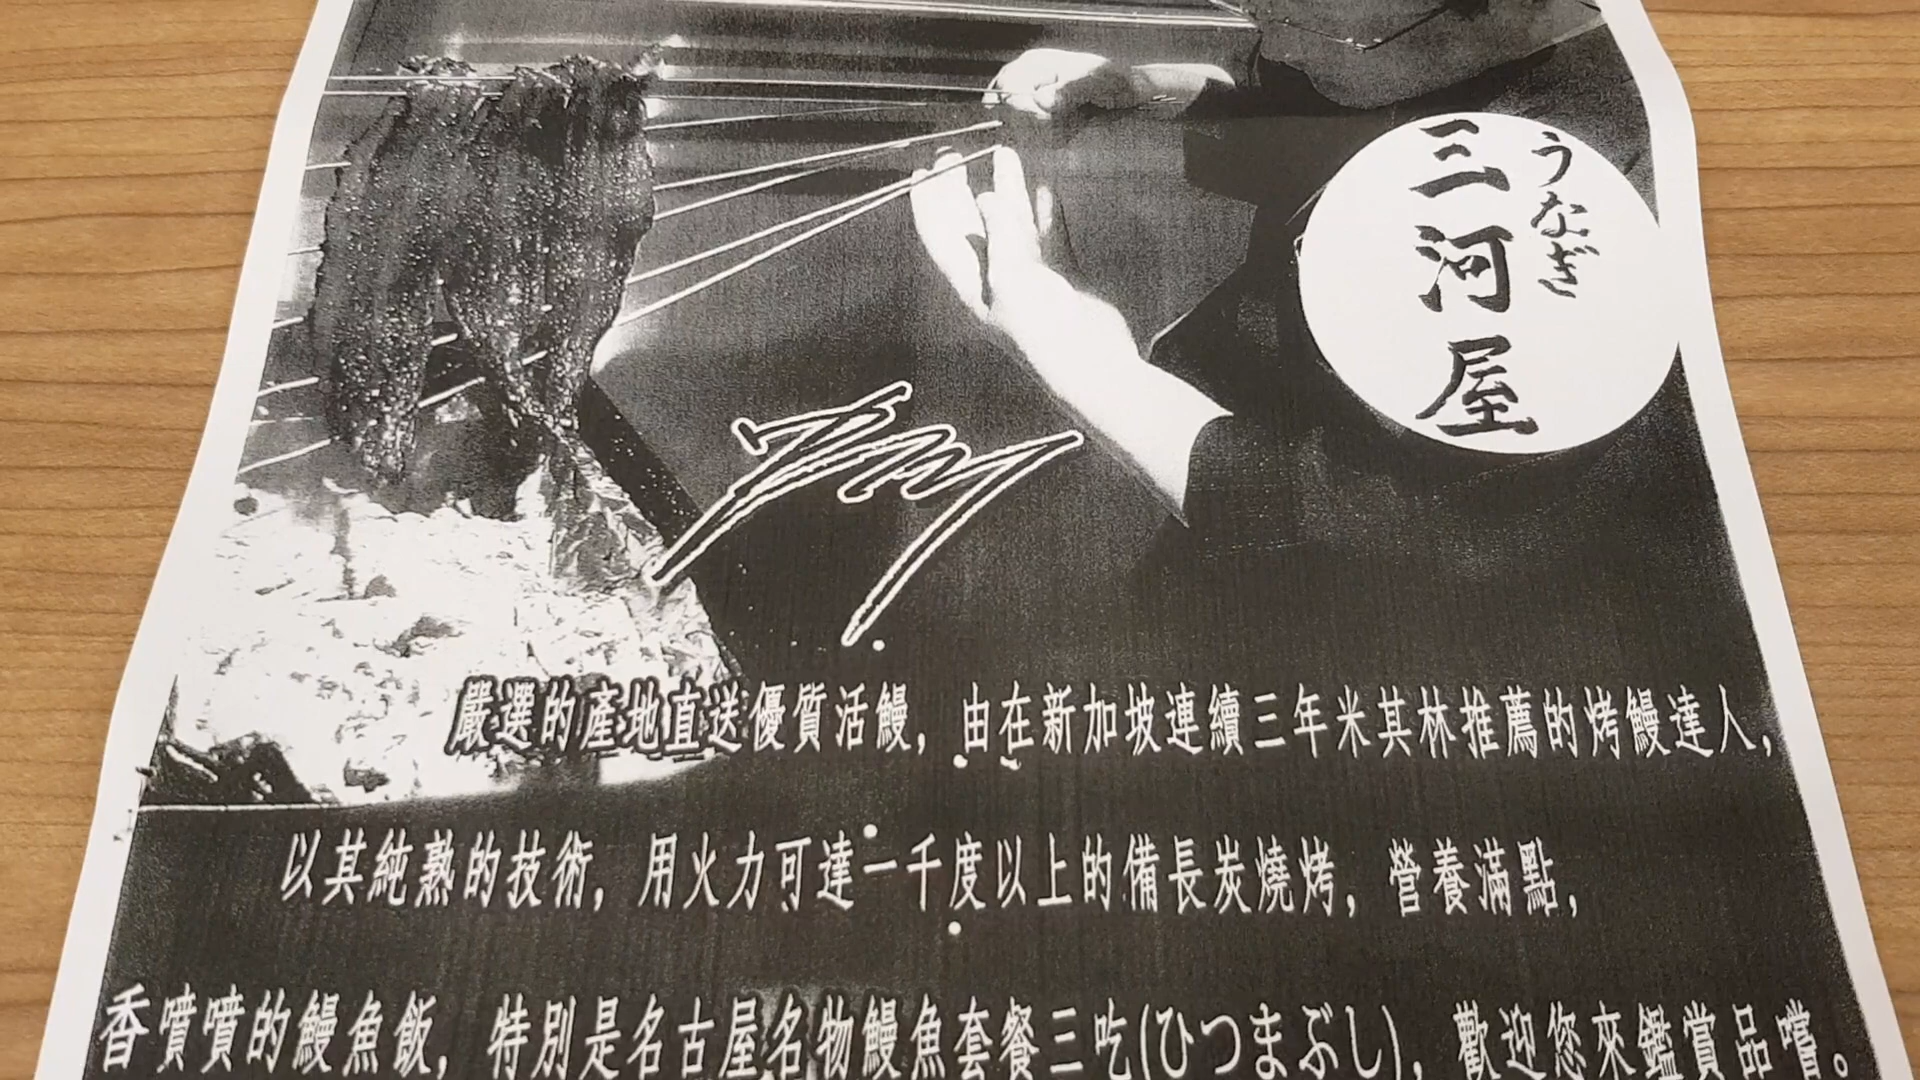 うなぎ
三河屋
嚴選的產地直送優質活鰻，由在新加坡連續三年米其林推薦的烤鰻達人，
以其純熟的技術，用火力可達一千度以上的備長炭燒烤，營養滿點，
香噴噴的鰻魚飯，特別是名古屋名物鰻魚套餐三吃(ひつまぶし)，歡迎您來鑑賞品嚐。